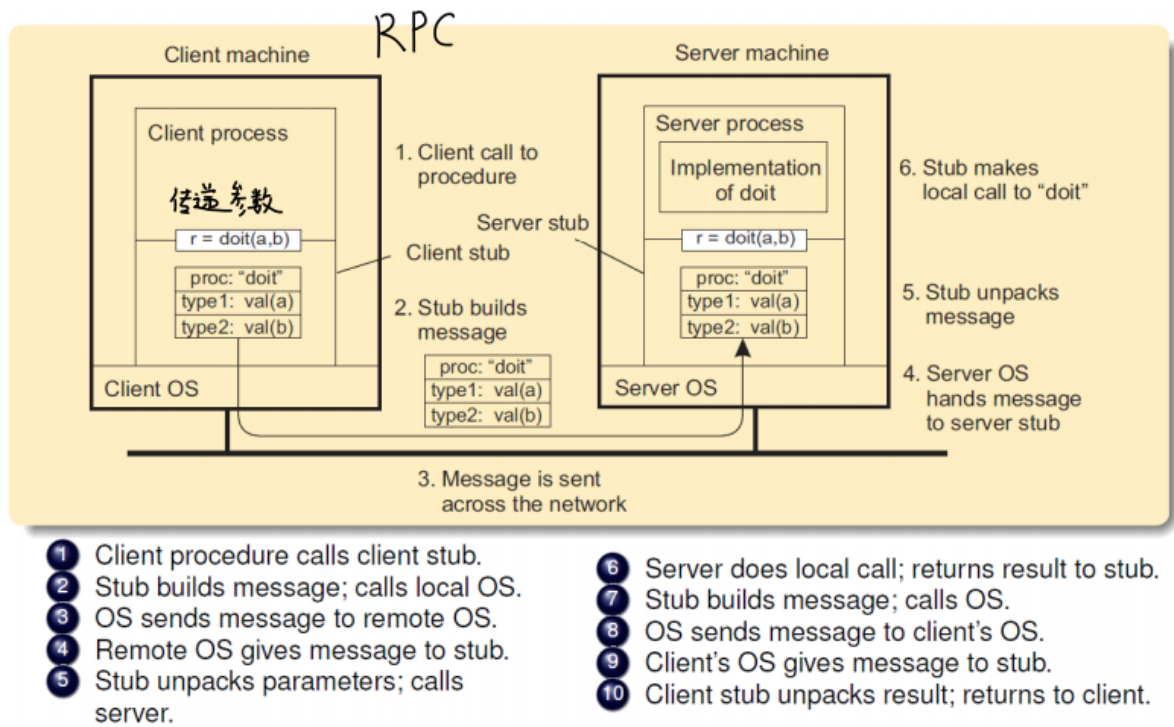 RPC
Client machine
Server machine
Client process
传递参数
r = doit(a,b)
proc: “doit”
type1: val(a)
type2: val(b)
Client OS
1. Client call to
procedure
Client stub
2. Stub builds
message
proc: “doit”
type1: val(a)
type2: val(b)
3. Message is sent
across the network
Server process
Implementation
of doit
Server stub
r = doit(a,b)
proc: “doit”
type1: val(a)
type2: val(b)
Server OS
6. Stub makes
local call to “doit”
5. Stub unpacks
message
4. Server OS
hands message
to server stub
1 Client procedure calls client stub.
2 Stub builds message; calls local OS.
3 OS sends message to remote OS.
4 Remote OS gives message to stub.
5 Stub unpacks parameters; calls
server.
6 Server does local call; returns result to stub.
7 Stub builds message; calls OS.
8 OS sends message to client's OS.
9 Client's OS gives message to stub.
10 Client stub unpacks result; returns to client.